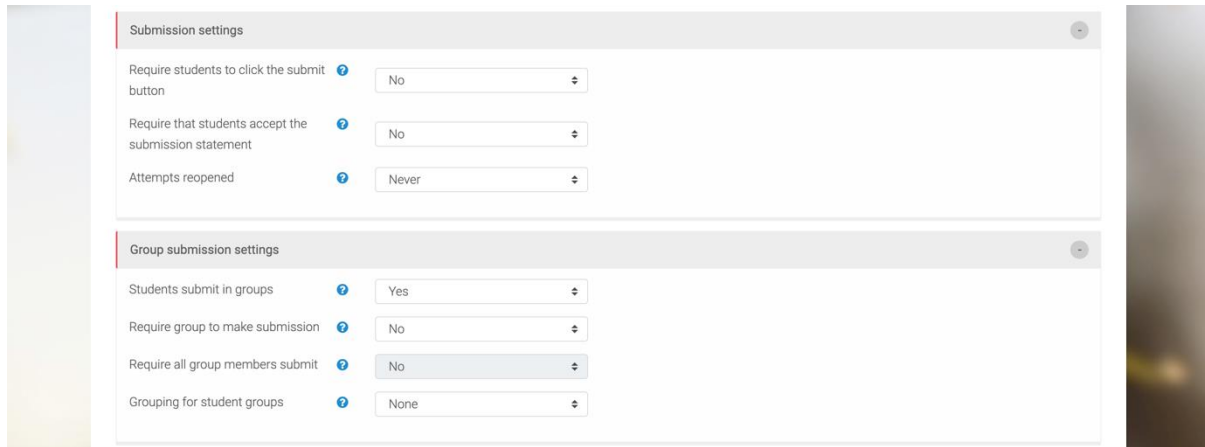 Submission settings
-
Require students to click the submit
button
No
Require that students accept the
submission statement
No
Attempts reopened
Never
Group submission settings
-
Students submit in groups
Yes
Require group to make submission
No
Require all group members submit
No
Grouping for student groups
None